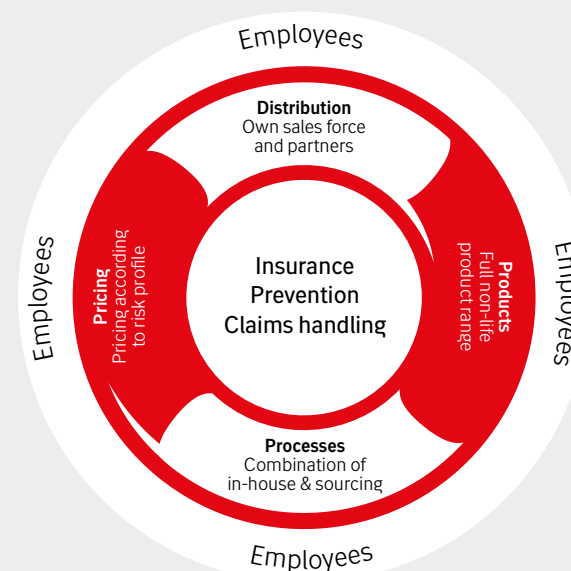 Employees
Distribution
Own sales force
and partners
Employees
Pricing
Pricing according
to risk profile
Insurance
Prevention
Claims handling
Products
Full non-life
product range
Employees
Processes
Combination of
in-house & sourcing
Employees